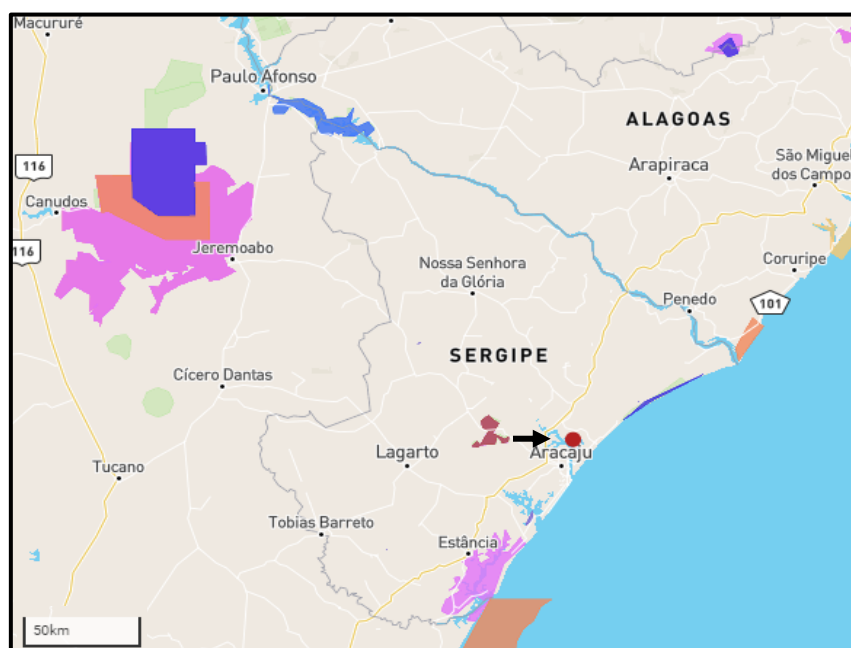 Macururé
Paulo Afonso
ALAGOAS
116
Arapiraca
São Miguel
dos Campo
Canudos
116
Jeremoabo
Nossa Senhora
da Glória
Coruripe
Penedo
101
SERGIPE
Cícero Dantas
Lagarto
Aracaju
Tucano
Tobias Barreto
Estância
50km